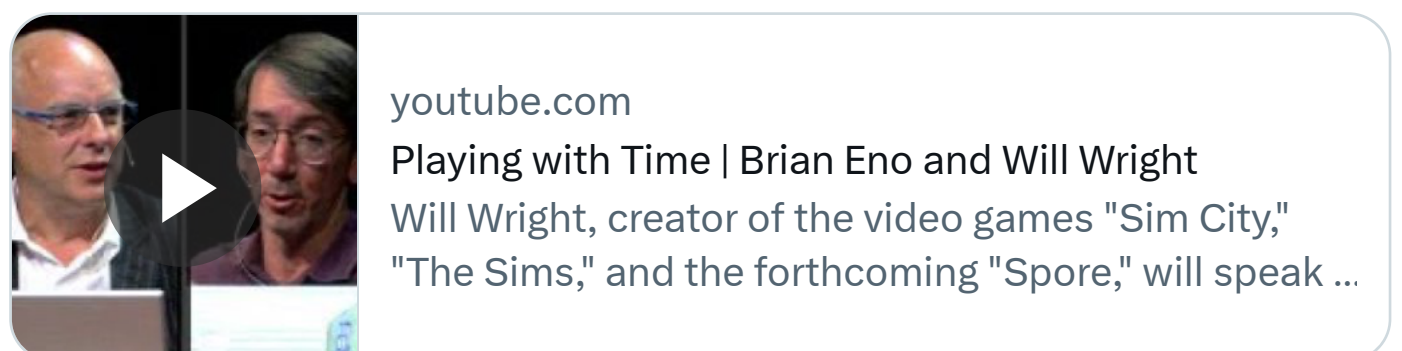 youtube.com
Playing with Time | Brian Eno and Will Wright
Will Wright, creator of the video games "Sim City,"
"The Sims," and the forthcoming "Spore," will speak ...